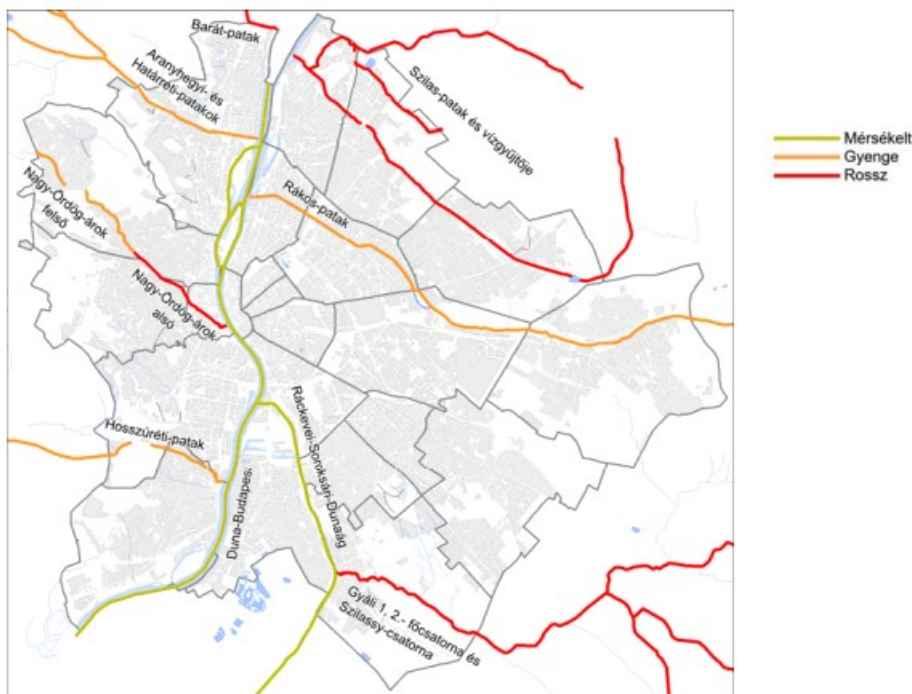 Barát-patak
Aranyhegyi- és
Határréti-patakok
Szilas-patak és vízgyűjtője
Mérsékelt
Gyenge
Rossz
Nagy-Ördög-árok
felső
Rákos-patak
Nagy-Ördög-árok
alsó
Hosszúréti-patak
Ráckevei-Soroksári-Dunaág
Duna-Budapest
Gyáli 1, 2.- főcsatorna és
Szilassy-csatorna